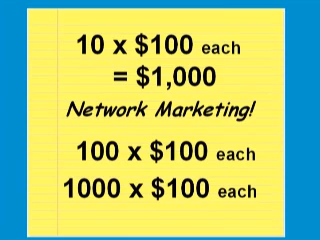 10 x $100 each
= $1,000
Network Marketing!
100 x $100 each
1000 x $100 each